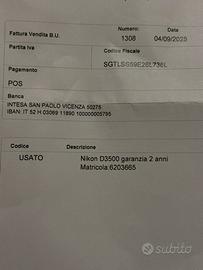 Fattura Vendita B.U.
Numero
Data
1308
04/09/2025
Partita Iva
Codice Fiscale
Pagamento
POS
Banca
INTESA SAN PAOLO VICENZA 50275
IBAN: IT 52 H 03069 11890 100000005795
Codice
Descrizione
USATO
Nikon D3500 garanzia 2 anni
Matricola:6203665
subito